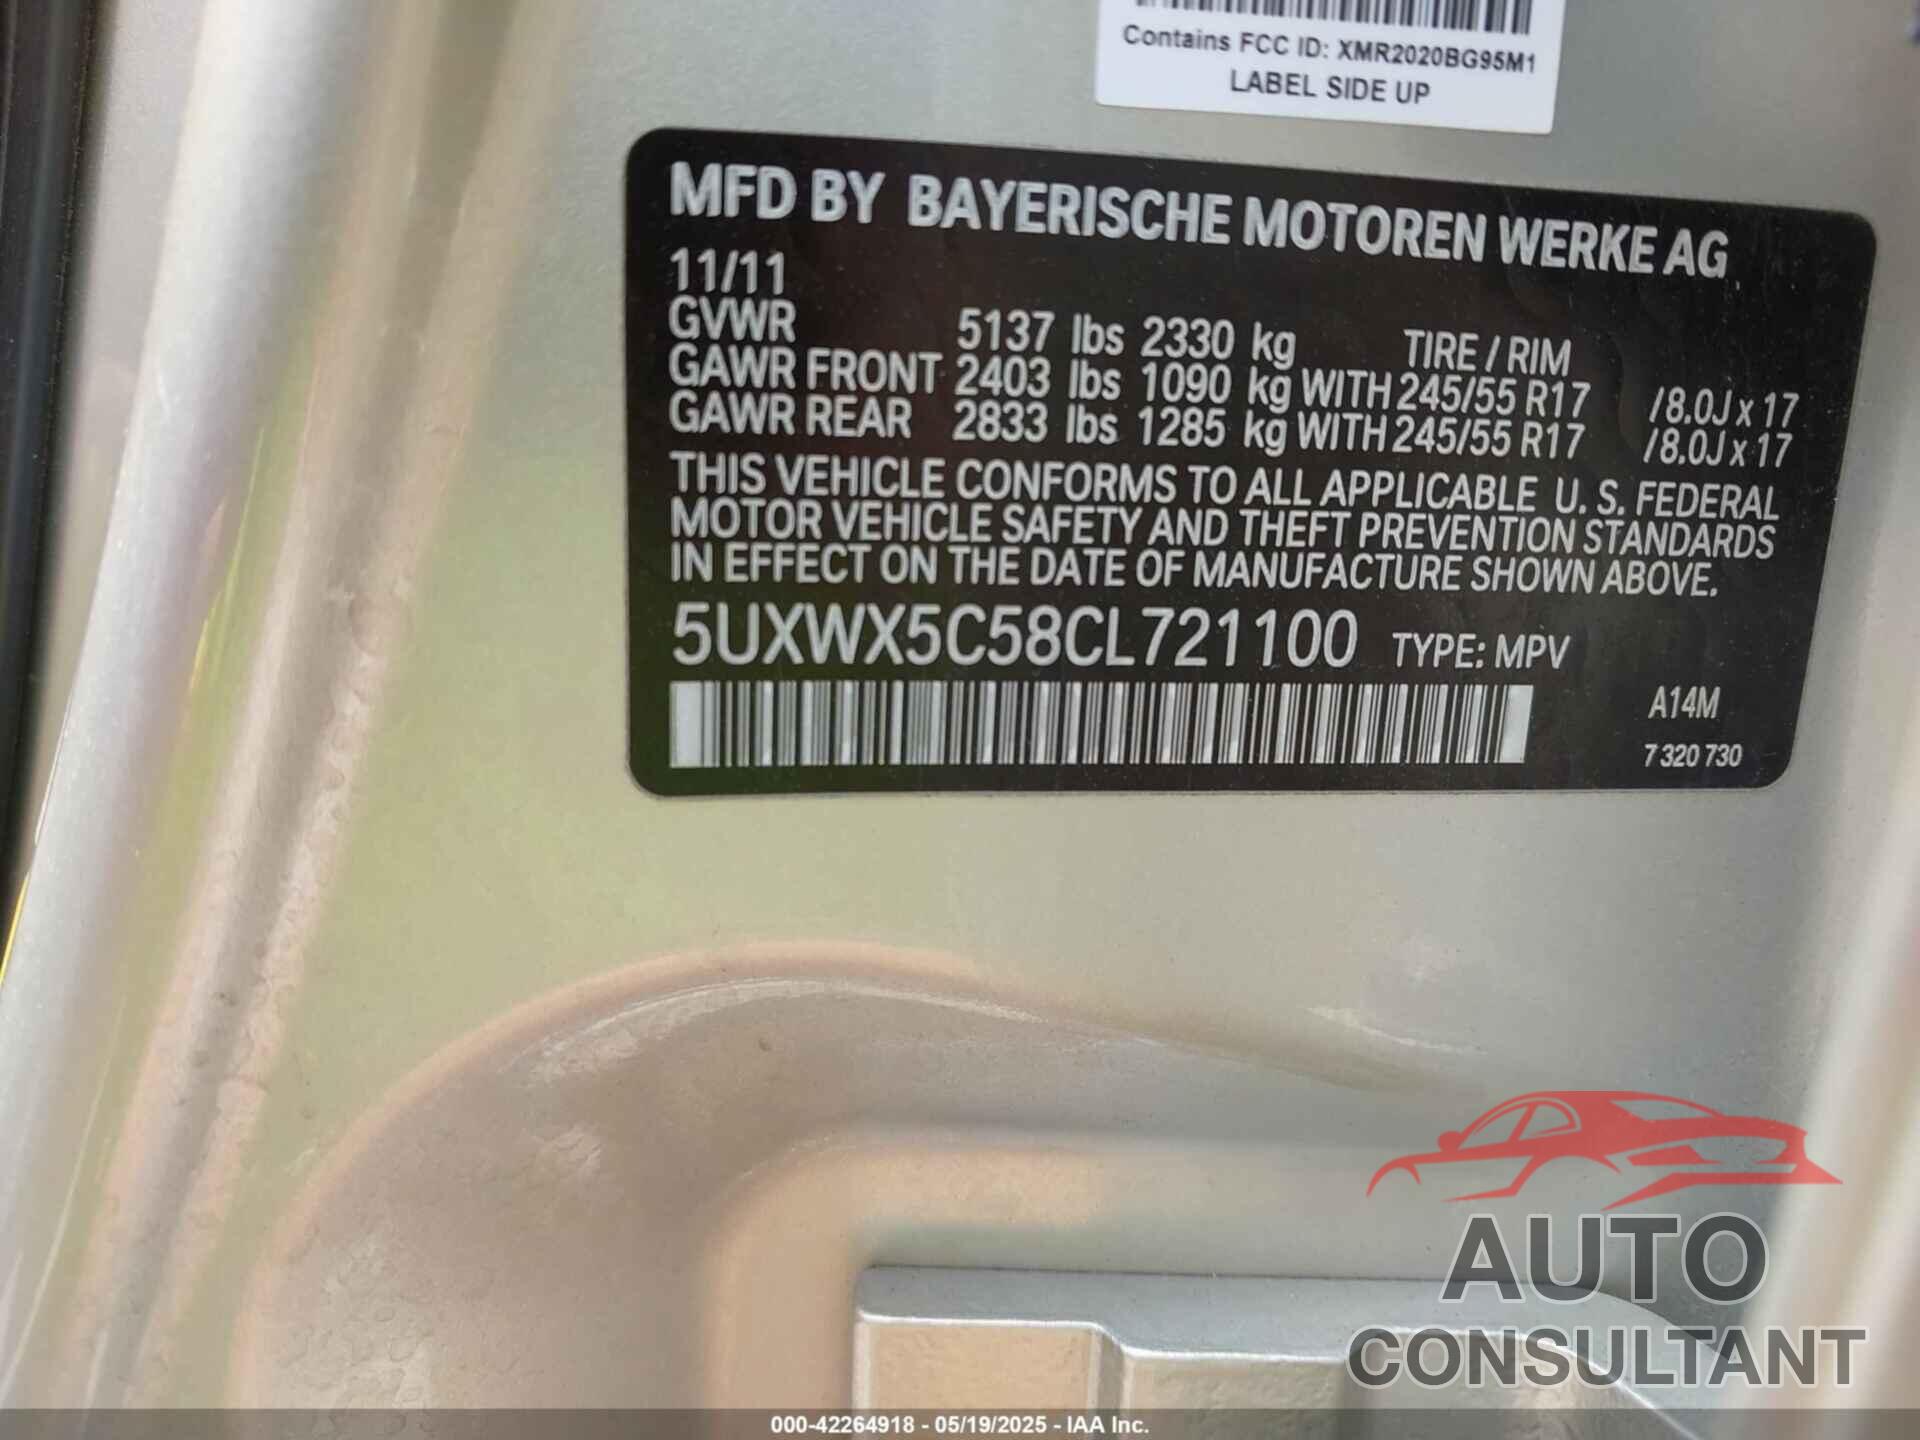 Contains FCC ID: XMR2020BG95M1
LABEL SIDE UP
MFD BY BAYERISCHE MOTOREN WERKE AG
11/11
GVWR 5137 lbs 2330 kg TIRE / RIM
GAWR FRONT 2403 lbs 1090 kg WITH 245/55 R17 /8.0J x 17
GAWR REAR 2833 lbs 1285 kg WITH 245/55 R17 /8.0J x 17
THIS VEHICLE CONFORMS TO ALL APPLICABLE U. S. FEDERAL
MOTOR VEHICLE SAFETY AND THEFT PREVENTION STANDARDS
IN EFFECT ON THE DATE OF MANUFACTURE SHOWN ABOVE.
5UXWX5C58CL721100 TYPE: MPV
A14M
7 320 730
AUTO
CONSULTANT
000-42264918 - 05/19/2025 - IAA Inc.